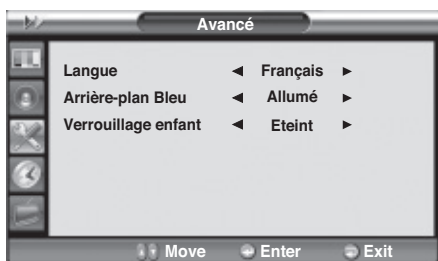 Avancé
Langue ◄ Français ►
Arrière-plan Bleu ◄ Allumé ►
Verrouillage enfant ◄ Eteint ►
Move Enter Exit